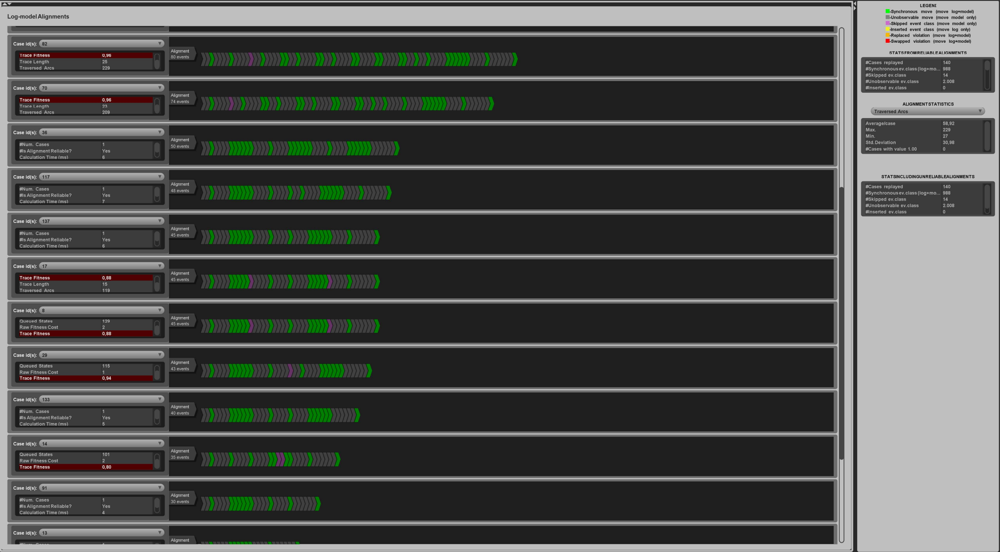 Log-model Alignments
Case id(s): 82
Trace Fitness 0,96
Trace Length 25
Traversed Arcs 229
Alignment
80 events
Case id(s): 70
Trace Fitness 0,96
Trace Length 23
Traversed Arcs 209
Alignment
74 events
Case id(s): 36
#Num. Cases 1
#Is Alignment Reliable? Yes
Calculation Time (ms) 6
Alignment
50 events
Case id(s): 117
#Num. Cases 1
#Is Alignment Reliable? Yes
Calculation Time (ms) 7
Alignment
48 events
Case id(s): 137
#Num. Cases 1
#Is Alignment Reliable? Yes
Calculation Time (ms) 6
Alignment
45 events
Case id(s): 17
Trace Fitness 0,88
Trace Length 15
Traversed Arcs 119
Alignment
45 events
Case id(s): 8
Queued States 129
Raw Fitness Cost 2
Trace Fitness 0,88
Alignment
45 events
Case id(s): 29
Queued States 115
Raw Fitness Cost 1
Trace Fitness 0,94
Alignment
43 events
Case id(s): 133
#Num. Cases 1
#Is Alignment Reliable? Yes
Calculation Time (ms) 5
Alignment
40 events
Case id(s): 14
Queued States 101
Raw Fitness Cost 2
Trace Fitness 0,80
Alignment
35 events
Case id(s): 91
#Num. Cases 1
#Is Alignment Reliable? Yes
Calculation Time (ms) 4
Alignment
30 events
Case id(s): 13
Alignment
LEGEND
-Synchronous move (move log+model)
-Unobservable move (move model only)
-Skipped event class (move model only)
-Inserted event class (move log only)
-Replaced violation (move log+model)
-Swapped violation (move log+model)
STATS FROM RELIABLE ALIGNMENTS
#Cases replayed 140
#Synchronous ev.class (log+mo... 988
#Skipped ev.class 14
#Unobservable ev.class 2.008
#Inserted ev.class 0
ALIGNMENT STATISTICS
Traversed Arcs
Average/case 58,92
Max. 229
Min. 27
Std. Deviation 30,98
#Cases with value 1.00 0
STATS INCLUDING UNRELIABLE ALIGNMENTS
#Cases replayed 140
#Synchronous ev.class (log+mo... 988
#Skipped ev.class 14
#Unobservable ev.class 2.008
#Inserted ev.class 0